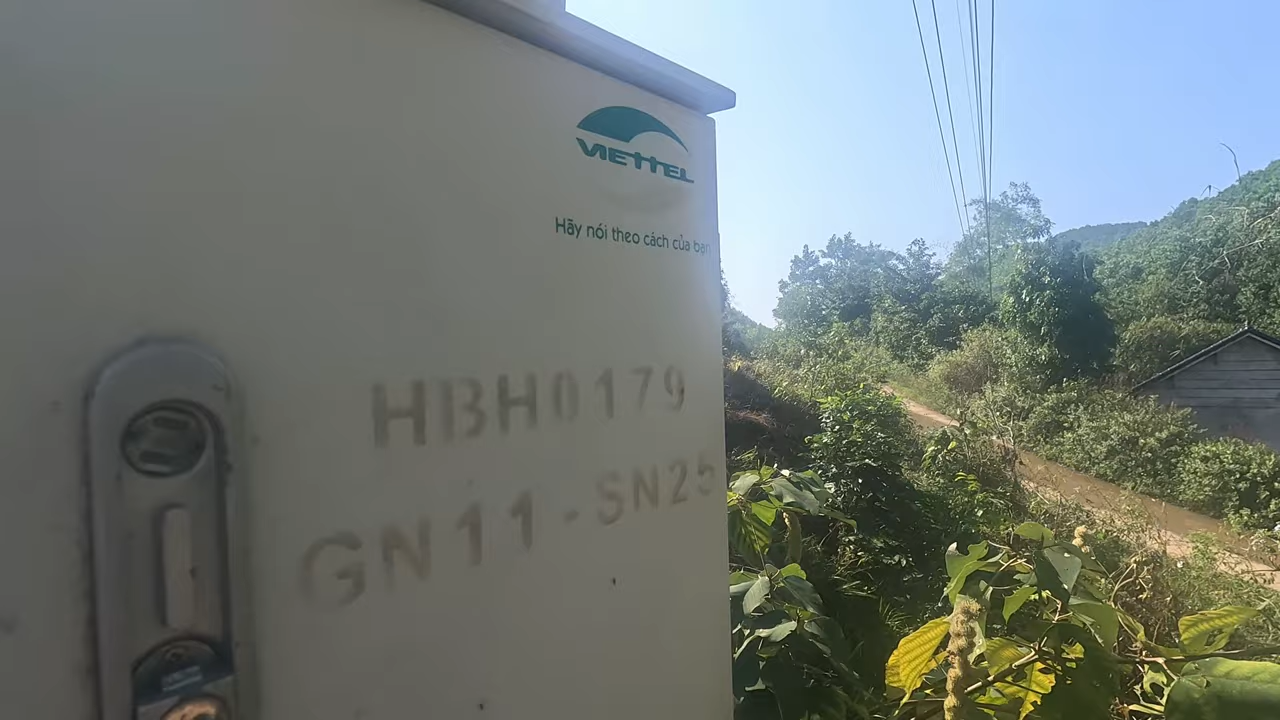 VIETTEL
Hãy nói theo cách của bạn
HBH0179
GN11-SN25